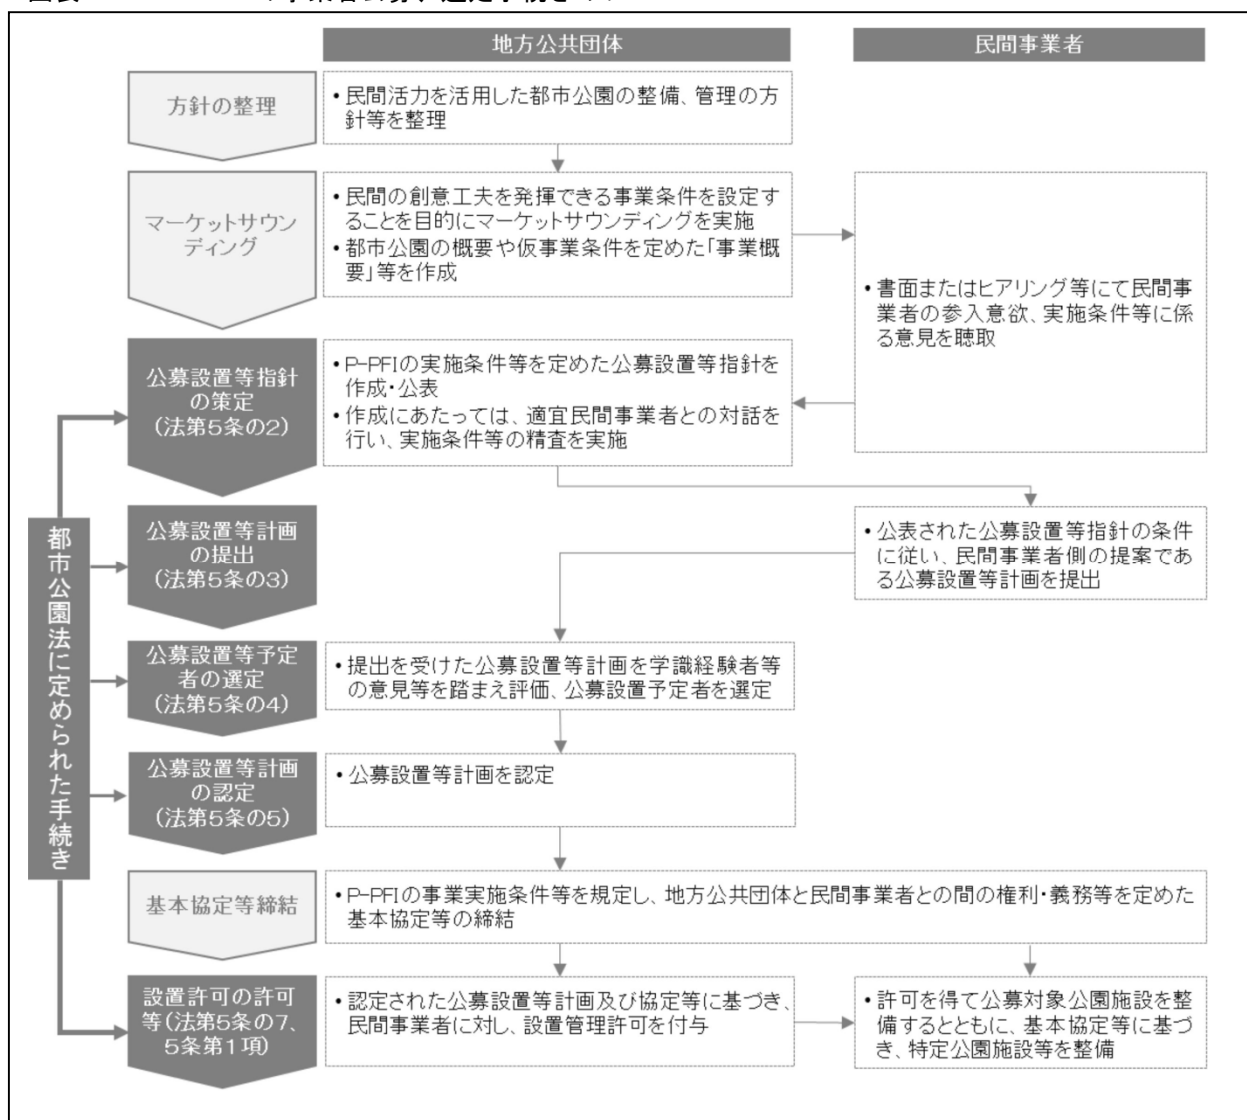 地方公共団体
民間事業者
方針の整理
• 民間活力を活用した都市公園の整備、管理の方
針等を整理
マーケットサウン
ディング
• 民間の創意工夫を発揮できる事業条件を設定す
ることを目的にマーケットサウンディングを実施
• 都市公園の概要や仮事業条件を定めた「事業概
要」等を作成
• 書面またはヒアリング等にて民間事
業者の参入意欲、実施条件等に係
る意見を聴取
公募設置等指針
の策定
(法第5条の2)
• P-PFIの実施条件等を定めた公募設置等指針を
作成・公表
• 作成にあたっては、適宜民間事業者との対話を
行い、実施条件等の精査を実施
都市公園法に定められた手続き
公募設置等計画
の提出
(法第5条の3)
• 公表された公募設置等指針の条件
に従い、民間事業者側の提案であ
る公募設置等計画を提出
公募設置等予定
者の選定
(法第5条の4)
• 提出を受けた公募設置等計画を学識経験者等
の意見等を踏まえ評価、公募設置予定者を選定
公募設置等計画
の認定
(法第5条の5)
• 公募設置等計画を認定
基本協定等締結
• P-PFIの事業実施条件等を規定し、地方公共団体と民間事業者との間の権利・義務等を定めた
基本協定等の締結
設置許可の許可
等(法第5条の7、
5条第1項)
• 認定された公募設置等計画及び協定等に基づき、
民間事業者に対し、設置管理許可を付与
• 許可を得て公募対象公園施設を整
備するとともに、基本協定等に基づ
き、特定公園施設等を整備